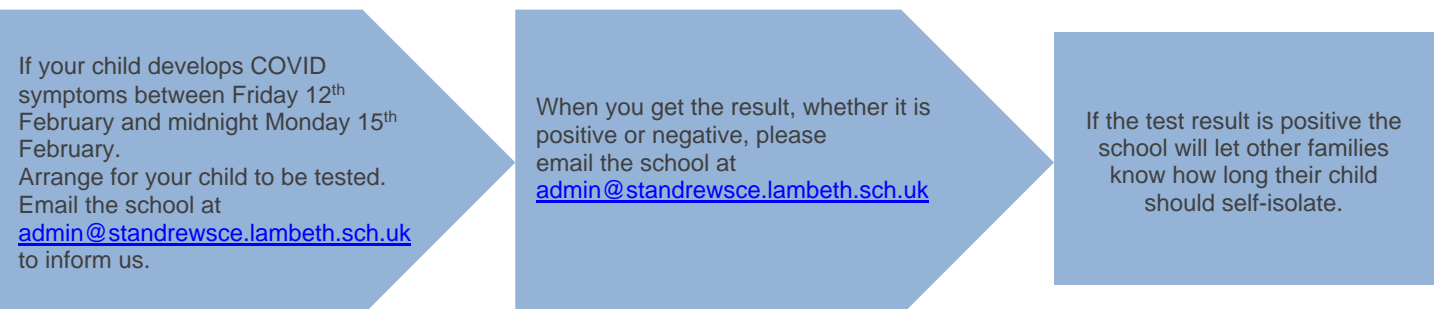 If your child develops COVID
symptoms between Friday 12th
February and midnight Monday 15th
February.
Arrange for your child to be tested.
Email the school at
admin@standrewsce.lambeth.sch.uk
to inform us.
When you get the result, whether it is
positive or negative, please
email the school at
admin@standrewsce.lambeth.sch.uk
If the test result is positive the
school will let other families
know how long their child
should self-isolate.